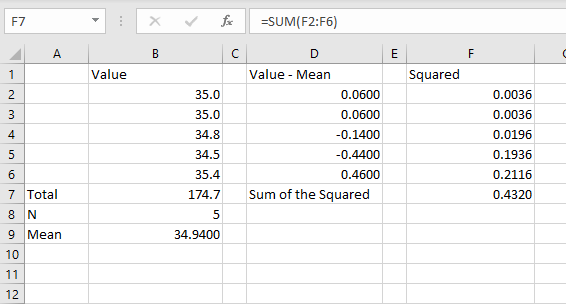 F7 fx =SUM(F2:F6)
A B C D E F
1 Value Value - Mean Squared
2 35.0 0.0600 0.0036
3 35.0 0.0600 0.0036
4 34.8 -0.1400 0.0196
5 34.5 -0.4400 0.1936
6 35.4 0.4600 0.2116
7 Total 174.7 Sum of the Squared 0.4320
8 N 5
9 Mean 34.9400
10
11
12